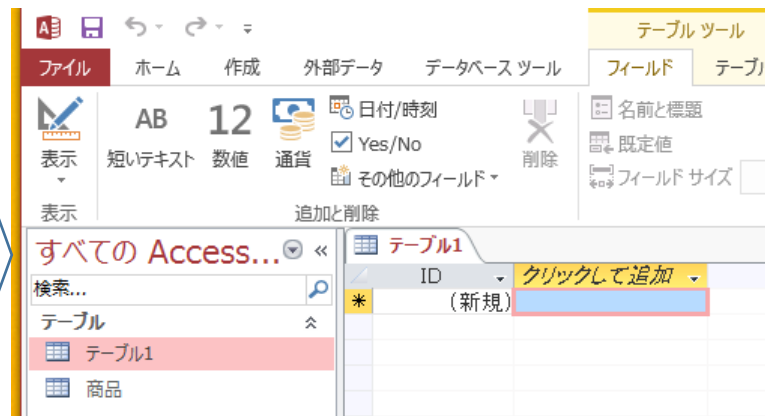 テーブル ツール
ファイル ホーム 作成 外部データ データベース ツール フィールド テーブ
AB 12
表示 短いテキスト 数値 通貨
日付/時刻
Yes/No
その他のフィールド
削除
名前と標題
既定値
フィールド サイズ
表示 追加と削除
すべての Access... «
検索...
テーブル
テーブル1
商品
テーブル1
ID クリックして追加
* (新規)